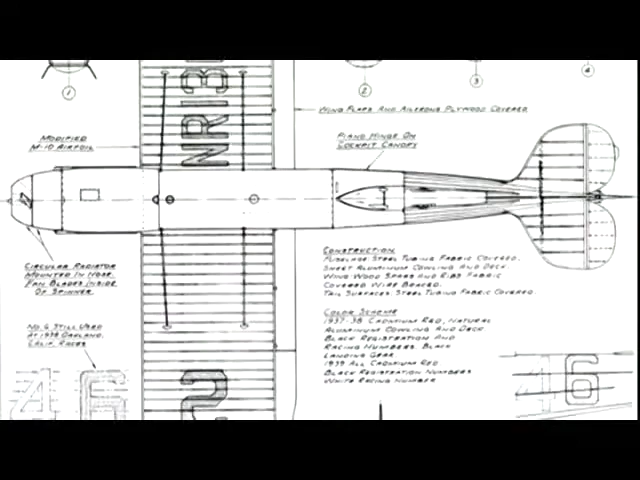 1
2
3
4
NR13
Wing Flaps And Ailerons Plywood Covered
Modified
M-10 Airfoil
Piano Hinge On
Cockpit Canopy
Circular Radiator
Mounted In Nose.
Fan Blades Inside
Of Spinner
Construction
Fuselage: Steel Tubing Fabric Covered.
Sheet Aluminum Cowling And Deck
Wing: Wood Spars And Ribs Fabric
Covered Wire Braced.
Tail Surfaces: Steel Tubing Fabric Covered.
Color Scheme
1937-38 Cadmium Red, Natural
Aluminum Cowling And Deck
Black Registration And
Racing Numbers. Black
Landing Gear.
1939 All Cadmium Red
Black Registration Numbers
White Racing Number
No. 6 Still Used
At 1938 Oakland,
Calif. Races
46
2
46